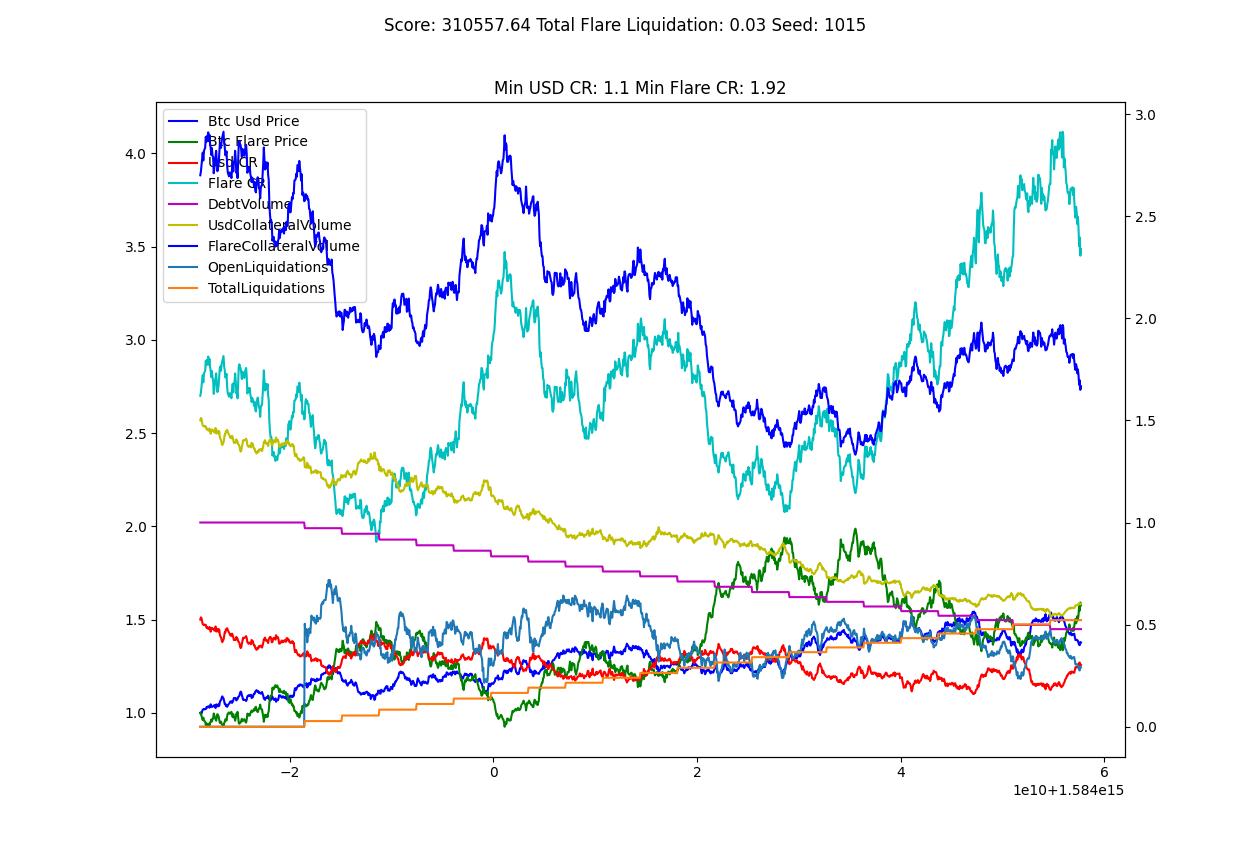 Score: 310557.64 Total Flare Liquidation: 0.03 Seed: 1015
Min USD CR: 1.1 Min Flare CR: 1.92
Btc Usd Price
Btc Flare Price
Usd CR
Flare CR
DebtVolume
UsdCollateralVolume
FlareCollateralVolume
OpenLiquidations
TotalLiquidations
4.0
3.5
3.0
2.5
2.0
1.5
1.0
3.0
2.5
2.0
1.5
1.0
0.5
0.0
−2 0 2 4 6
1e10+1.584e15